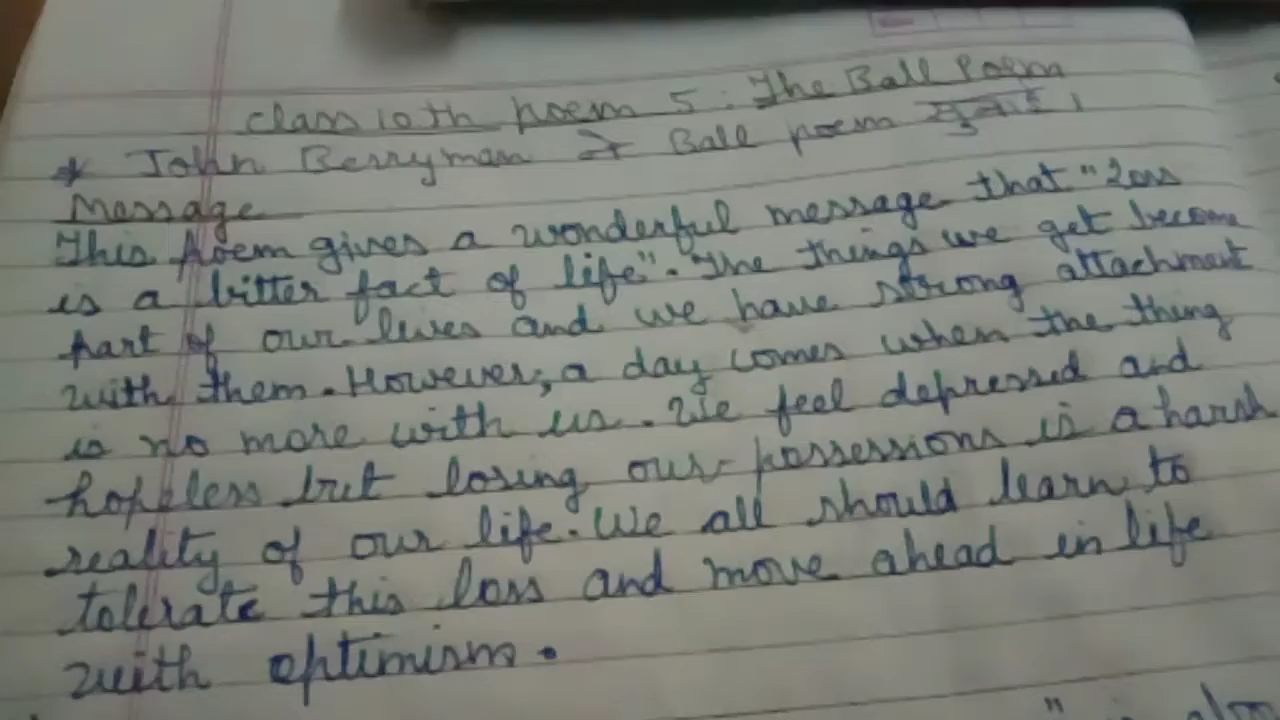 Class 10th poem 5. The Ball Poem
* John Berryman ने Ball poem
Message
This poem gives a wonderful message that "Loss
is a bitter fact of life". The things we get become
part of our lives and we have strong attachment
with them. However, a day comes when the thing
is no more with us. We feel depressed and
hopeless but losing our possessions is a harsh
reality of our life. We all should learn to
tolerate this loss and move ahead in life
with optimism.